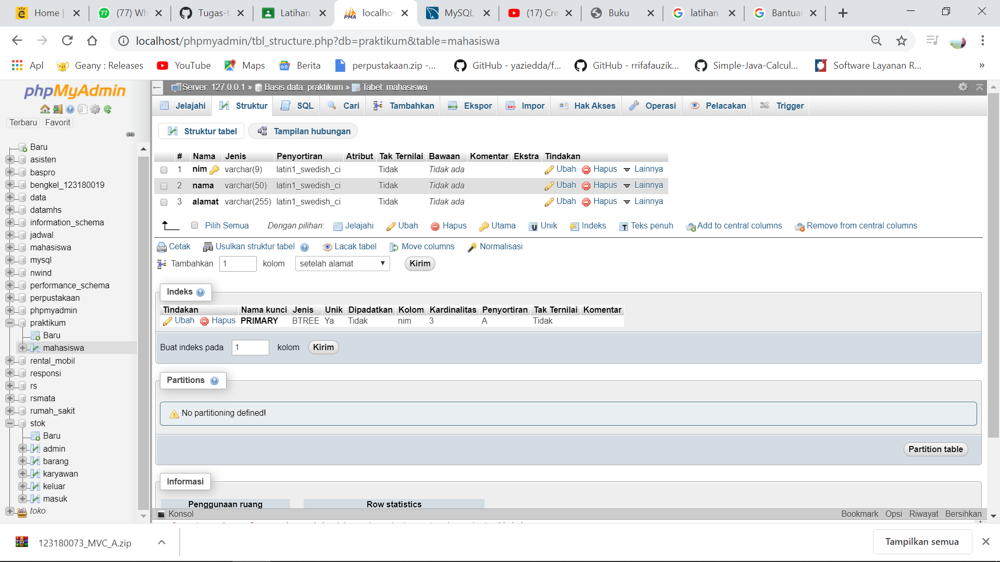 Home
(77) Wh
Tugas-t
Latihan
localhos
MySQL
(17) Cre
Buku
latihan
Bantuan
localhost/phpmyadmin/tbl_structure.php?db=praktikum&table=mahasiswa
Apl
Geany : Releases
YouTube
Maps
Berita
perpustakaan.zip -...
GitHub - yaziedda/f...
GitHub - rrifafauzik...
Simple-Java-Calcul...
Software Layanan R...
»
phpMyAdmin
Terbaru
Favorit
Baru
asisten
baspro
bengkel_123180019
data
datamhs
information_schema
jadwal
mahasiswa
mysql
nwind
performance_schema
perpustakaan
phpmyadmin
praktikum
Baru
mahasiswa
rental_mobil
responsi
rs
rsmata
rumah_sakit
stok
Baru
admin
barang
karyawan
keluar
masuk
toko
Server: 127.0.0.1 » Basis data: praktikum » Tabel: mahasiswa
Jelajahi Struktur SQL Cari Tambahkan Ekspor Impor Hak Akses Operasi Pelacakan Trigger
Struktur tabel Tampilan hubungan
# Nama Jenis Penyortiran Atribut Tak Ternilai Bawaan Komentar Ekstra Tindakan
1 nim varchar(9) latin1_swedish_ci Tidak Tidak ada Ubah Hapus Lainnya
2 nama varchar(50) latin1_swedish_ci Tidak Tidak ada Ubah Hapus Lainnya
3 alamat varchar(255) latin1_swedish_ci Tidak Tidak ada Ubah Hapus Lainnya
Pilih Semua Dengan pilihan: Jelajahi Ubah Hapus Utama Unik Indeks Teks penuh Add to central columns Remove from central columns
Cetak Usulkan struktur tabel Lacak tabel Move columns Normalisasi
Tambahkan 1 kolom setelah alamat Kirim
Indeks
Tindakan Nama kunci Jenis Unik Dipadatkan Kolom Kardinalitas Penyortiran Tak Ternilai Komentar
Ubah Hapus PRIMARY BTREE Ya Tidak nim 3 A Tidak
Buat indeks pada 1 kolom Kirim
Partitions
No partitioning defined!
Partition table
Informasi
Penggunaan ruang Row statistics
Konsol Bookmark Opsi Riwayat Bersihkan
123180073_MVC_A.zip
Tampilkan semua